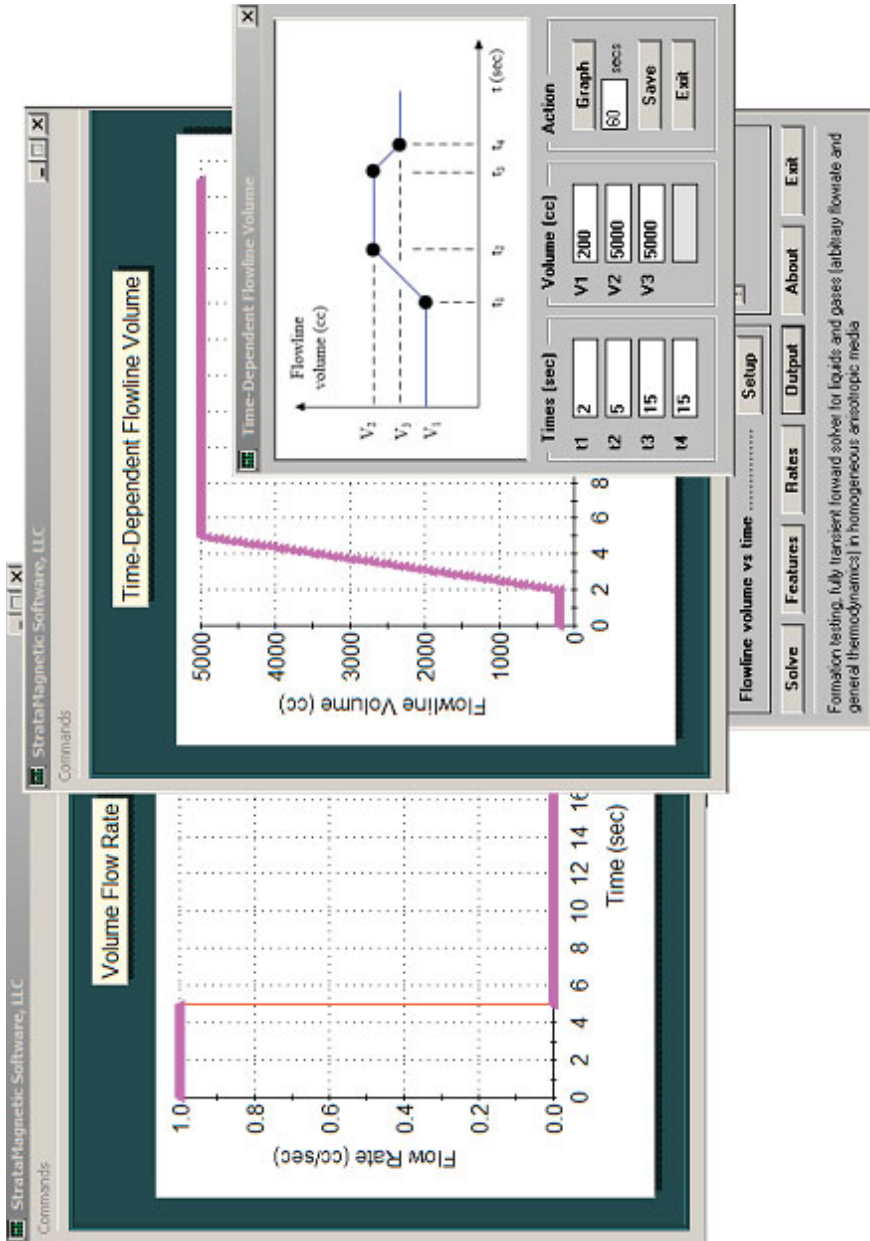 StrataMagnetic Software, LLC
Commands
Volume Flow Rate
1.0
0.8
0.6
0.4
0.2
0.0
Flow Rate (cc/sec)
0 2 4 6 8 10 12 14 16
Time (sec)
StrataMagnetic Software, LLC
Commands
Time-Dependent Flowline Volume
5000
4000
3000
2000
1000
0
Flowline Volume (cc)
0 2 4 6 8
Time-Dependent Flowline Volume
Flowline
volume (cc)
V₂
V₃
V₁
t₁ t₂ t₃ t₄ t (sec)
Times (sec)
t1 2
t2 5
t3 15
t4 15
Volume (cc)
V1 200
V2 5000
V3 5000
Action
Graph
60 secs
Save
Exit
Flowline volume vs time ..................
Setup
Solve Features Rates Output About Exit
Formation testing, fully transient forward solver for liquids and gases (arbitrary flowrate and
general thermodynamics) in homogeneous anisotropic media